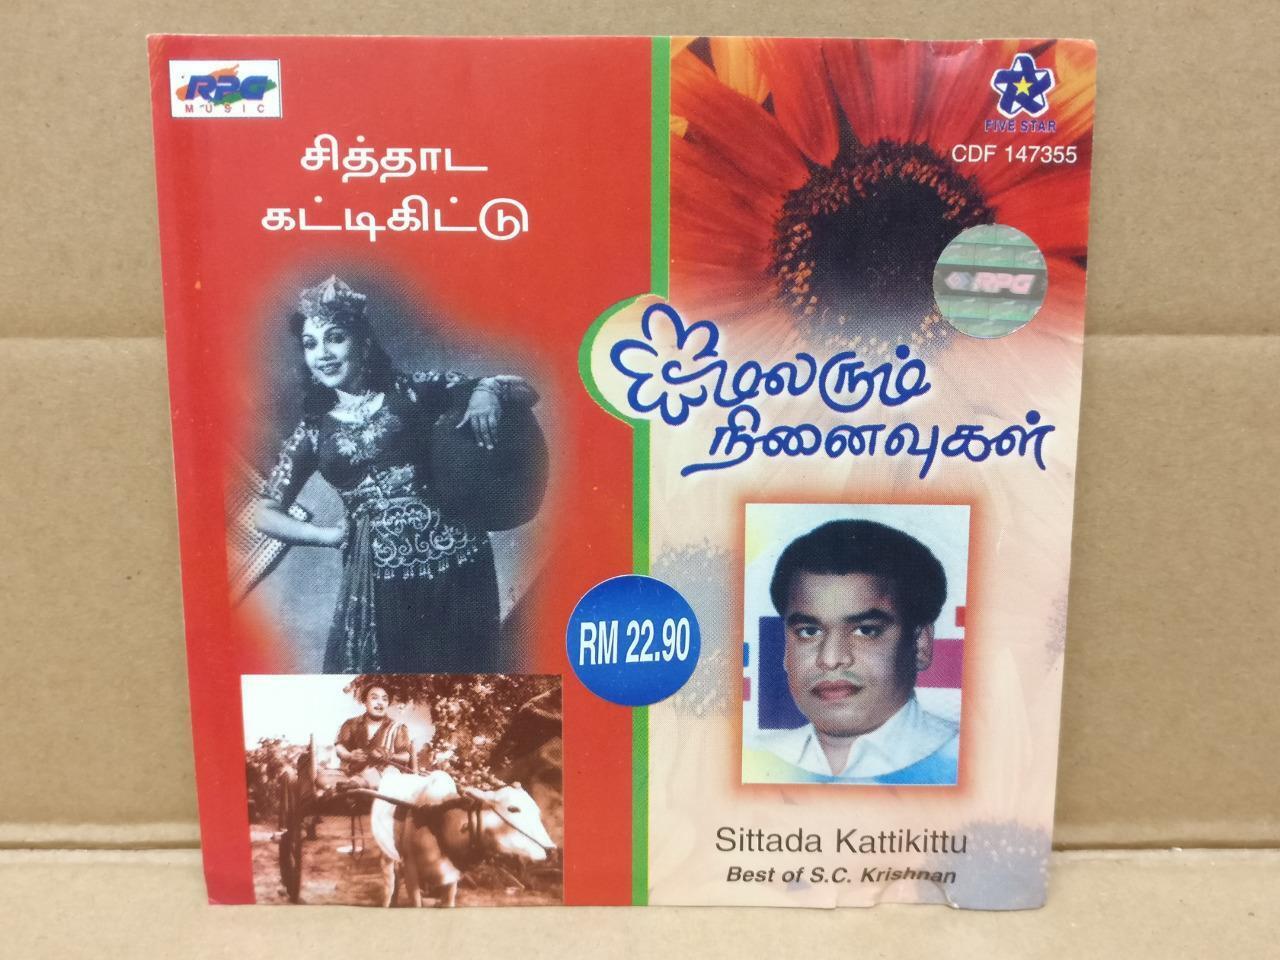 RPG
MUSIC
சித்தாட
கட்டிகிட்டு
FIVE STAR
CDF 147355
RPG
மலரும்
நினைவுகள்
RM 22.90
Sittada Kattikittu
Best of S.C. Krishnan